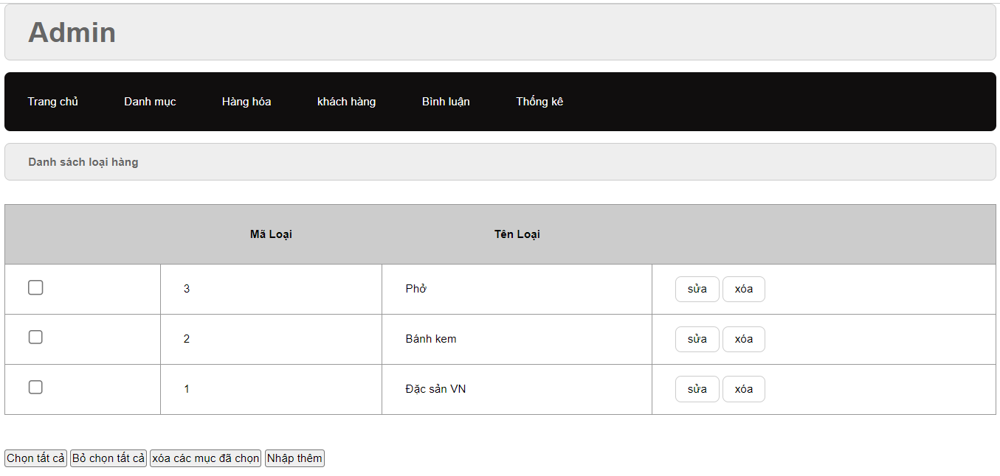 Admin
Trang chủ Danh mục Hàng hóa khách hàng Bình luận Thống kê
Danh sách loại hàng
Mã Loại Tên Loại
3 Phở sửa xóa
2 Bánh kem sửa xóa
1 Đặc sản VN sửa xóa
Chọn tất cả Bỏ chọn tất cả xóa các mục đã chọn Nhập thêm